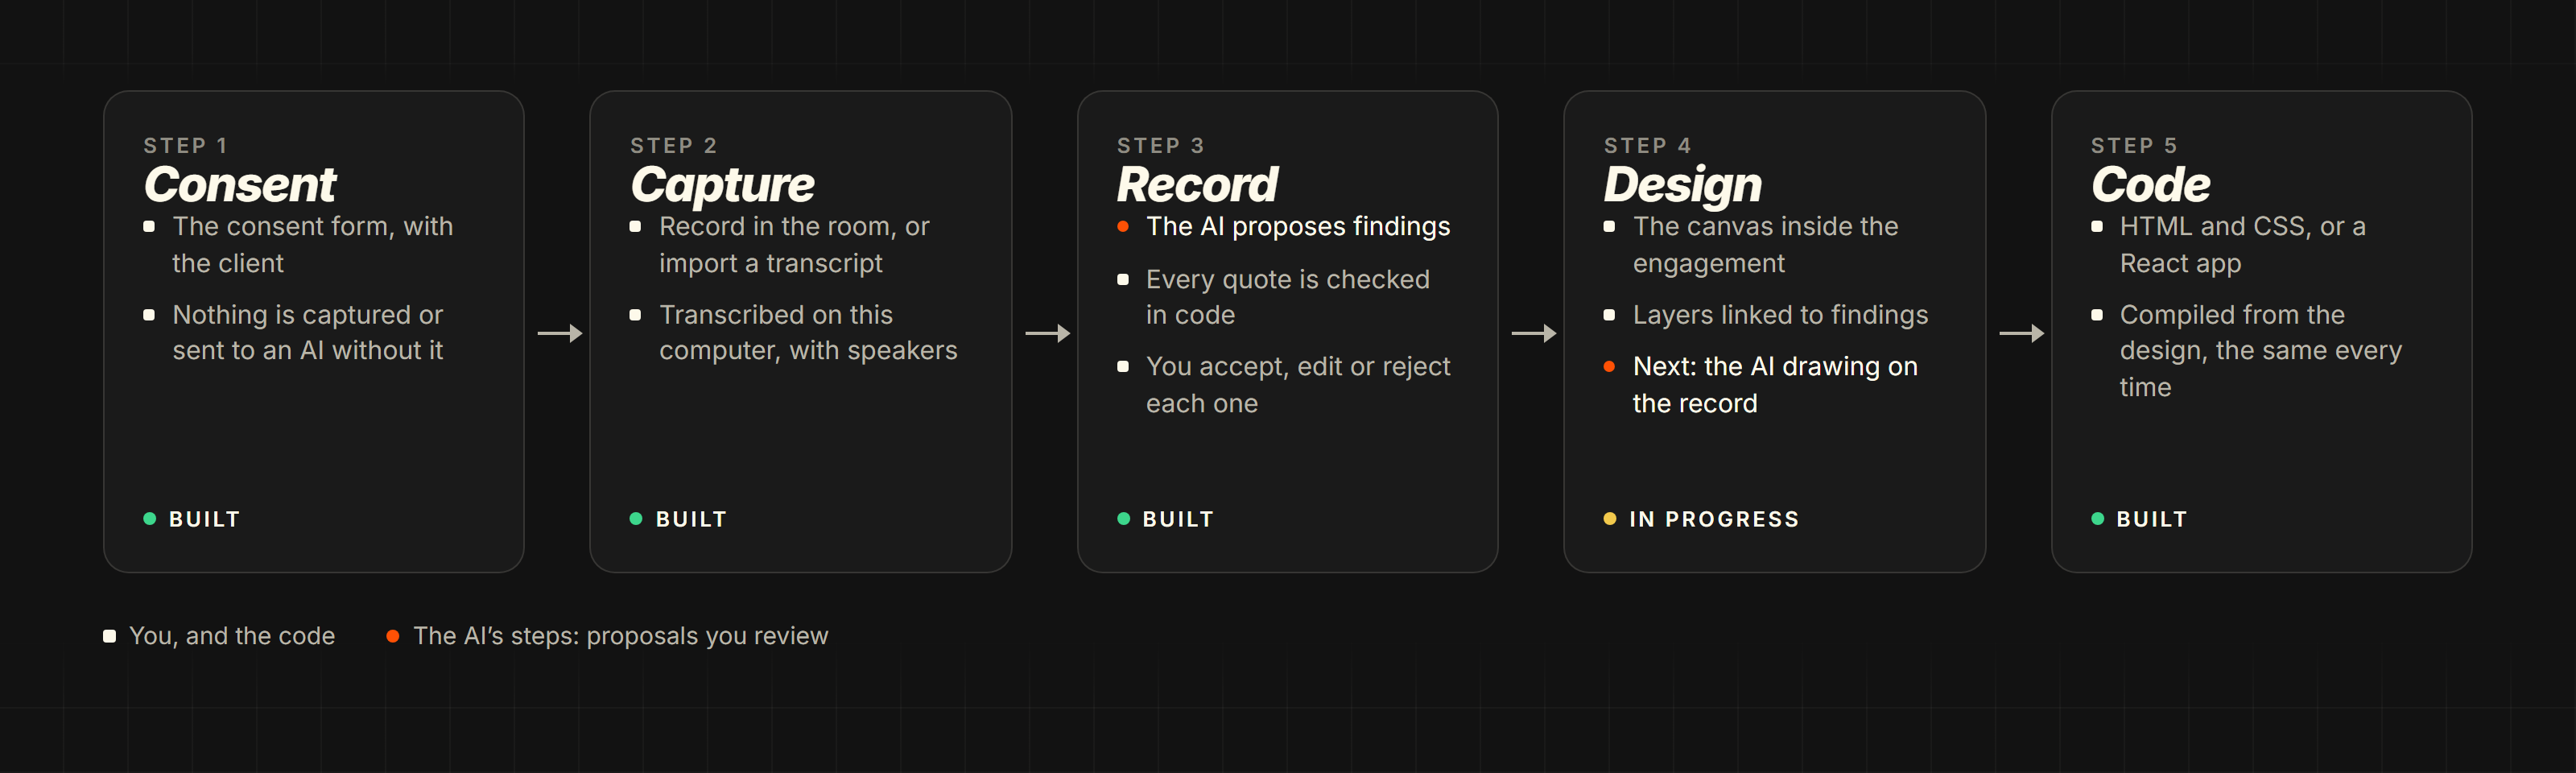 STEP 1
Consent
The consent form, with
the client
Nothing is captured or
sent to an AI without it
BUILT
STEP 2
Capture
Record in the room, or
import a transcript
Transcribed on this
computer, with speakers
BUILT
STEP 3
Record
The AI proposes findings
Every quote is checked
in code
You accept, edit or reject
each one
BUILT
STEP 4
Design
The canvas inside the
engagement
Layers linked to findings
Next: the AI drawing on
the record
IN PROGRESS
STEP 5
Code
HTML and CSS, or a
React app
Compiled from the
design, the same every
time
BUILT
You, and the code
The AI’s steps: proposals you review